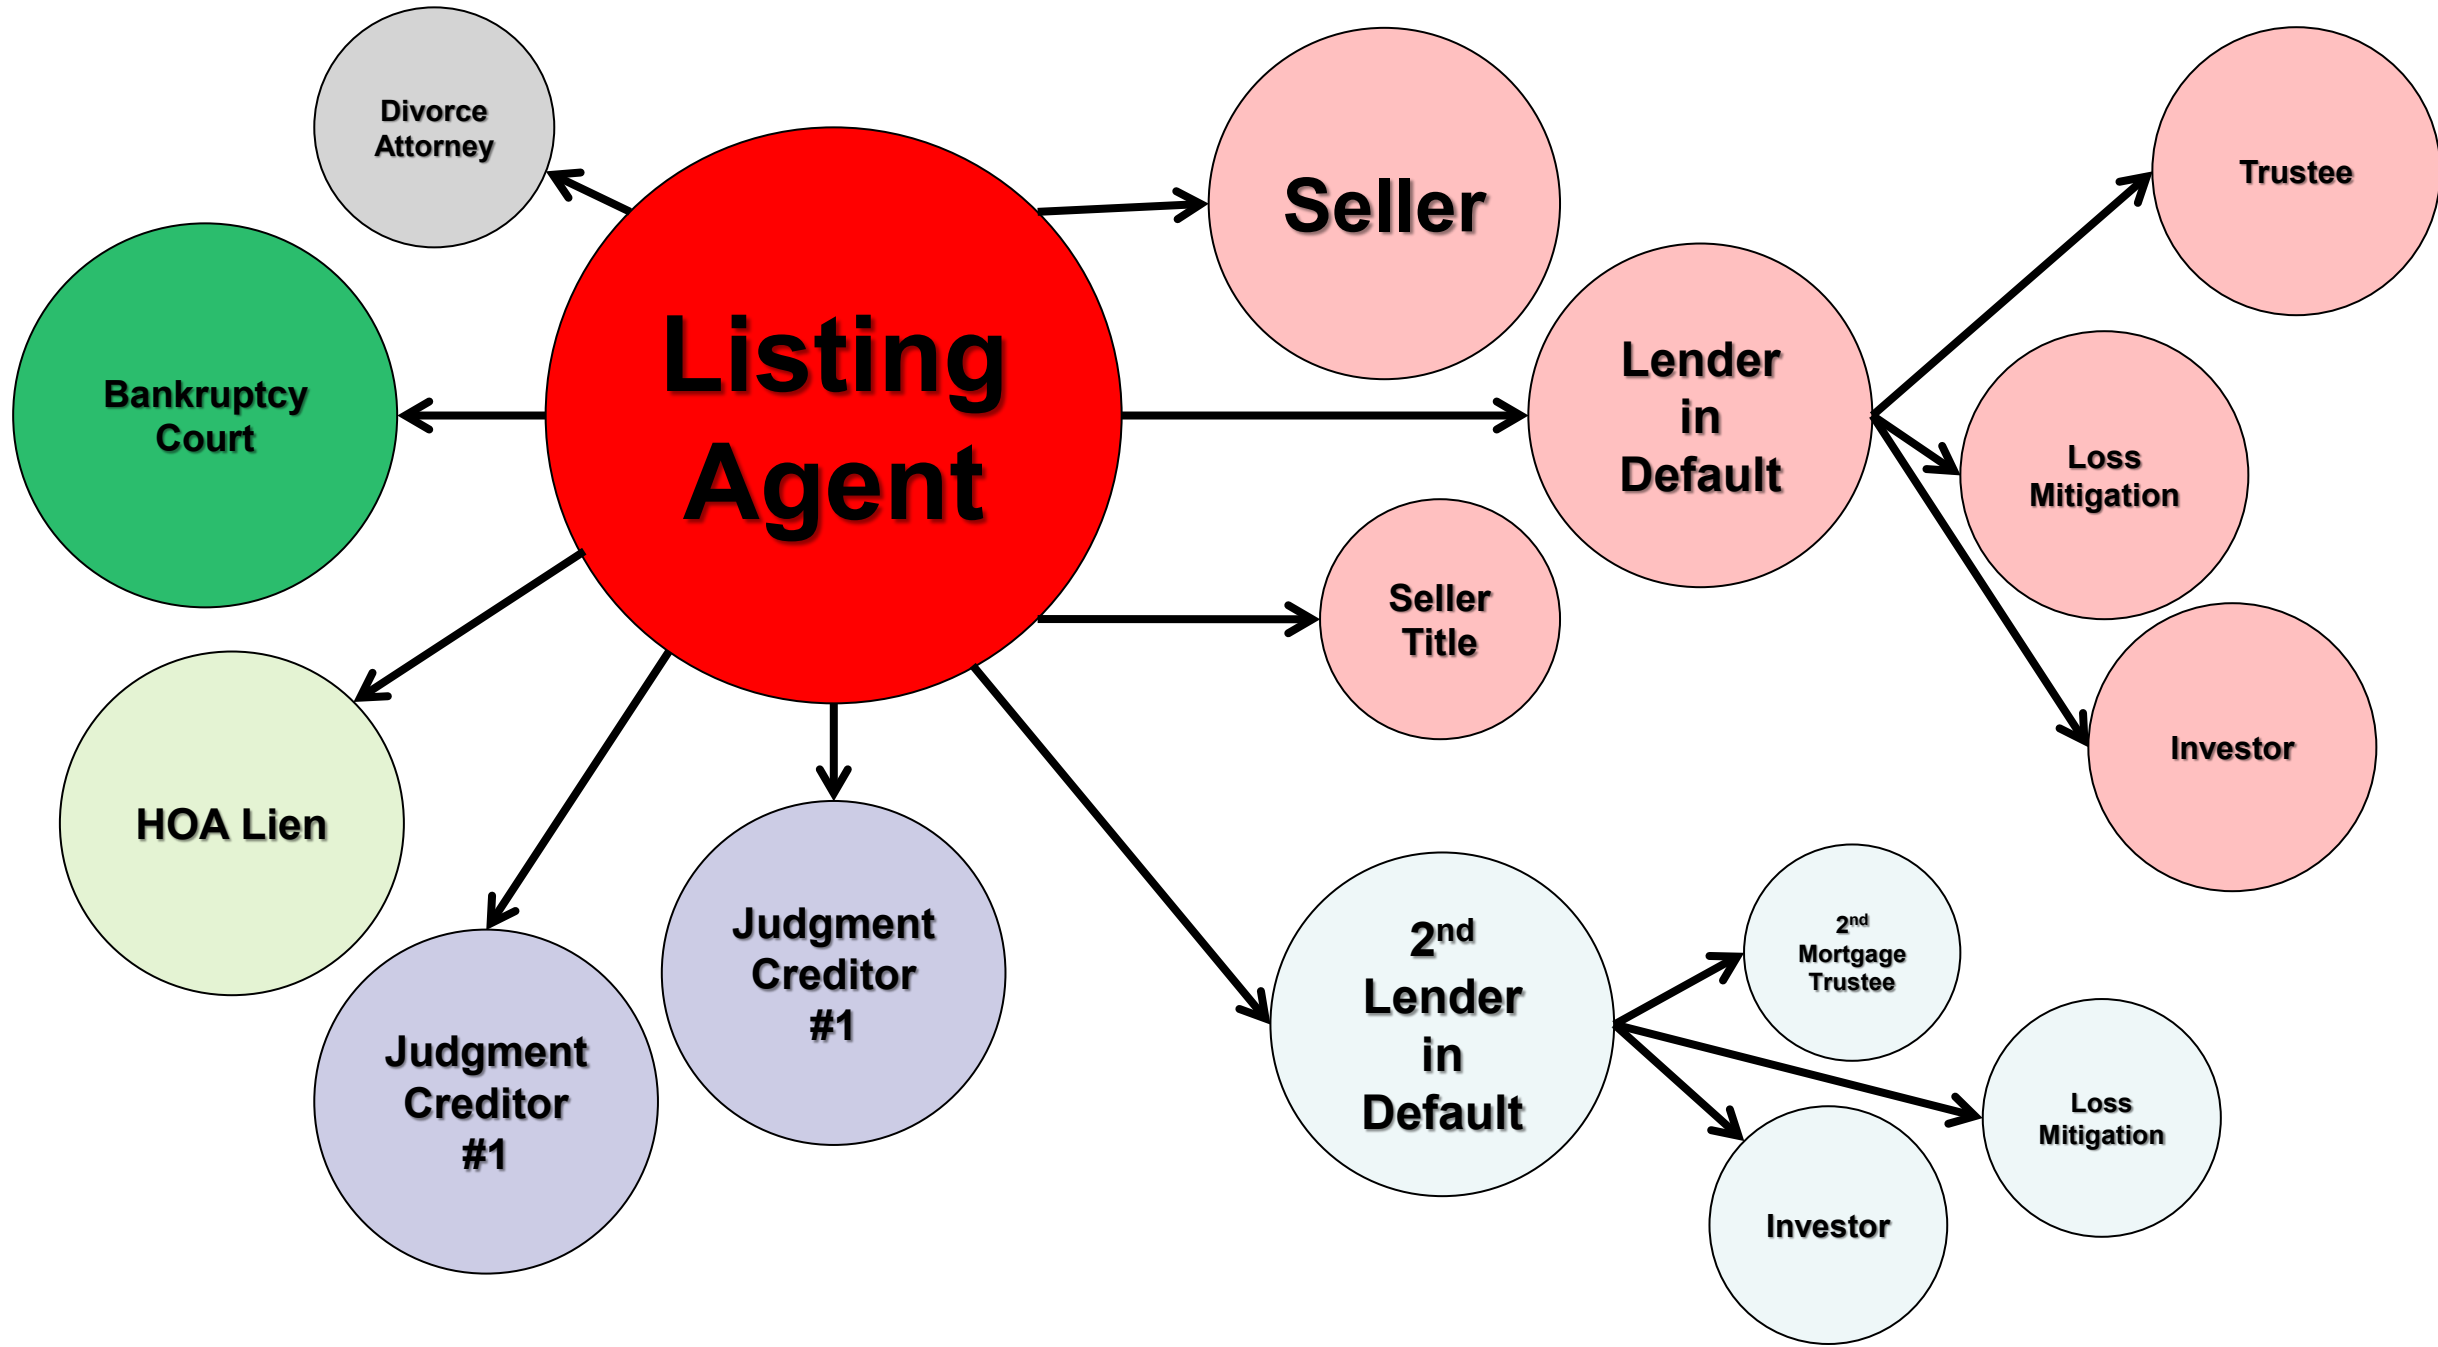 Divorce
Attorney
Seller
Trustee
Listing
Agent
Lender
in
Default
Bankruptcy
Court
Loss
Mitigation
Seller
Title
Investor
HOA Lien
Judgment
Creditor
#1
Judgment
Creditor
#1
2nd
Lender
in
Default
2nd
Mortgage
Trustee
Loss
Mitigation
Investor